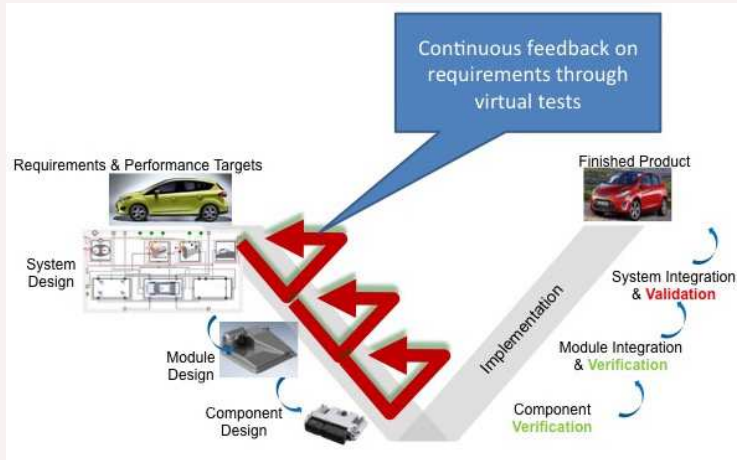 Continuous feedback on
requirements through
virtual tests
Requirements & Performance Targets
Finished Product
System
Design
System Integration
& Validation
Module
Design
Implementation
Module Integration
& Verification
Component
Design
Component
Verification